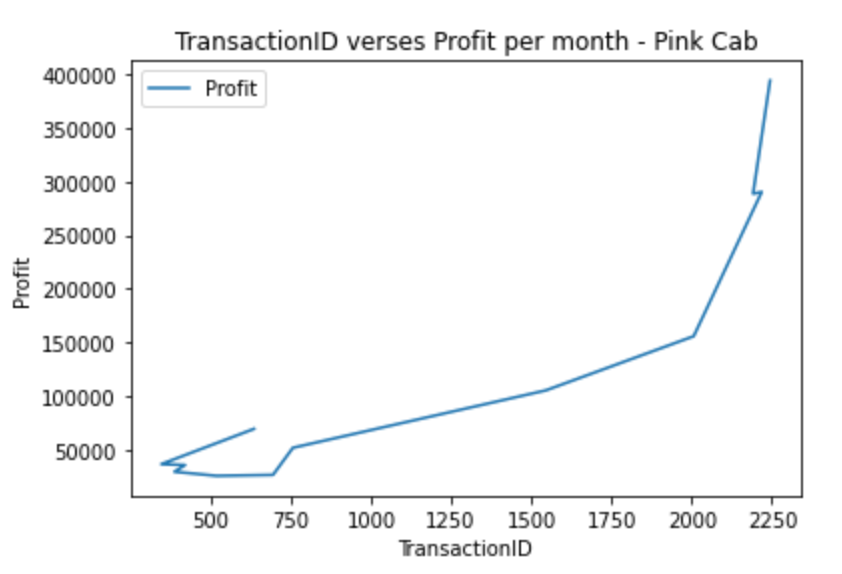 TransactionID verses Profit per month - Pink Cab
Profit
400000
350000
300000
250000
200000
150000
100000
50000
Profit
500 750 1000 1250 1500 1750 2000 2250
TransactionID